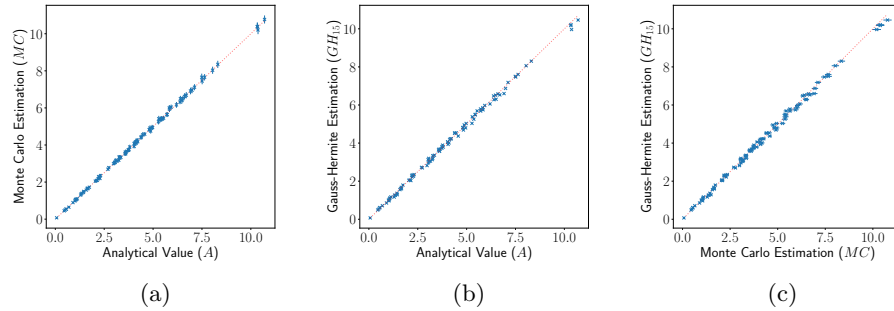 Monte Carlo Estimation (MC)
10
8
6
4
2
0
0.0 2.5 5.0 7.5 10.0
Analytical Value (A)
(a)
Gauss-Hermite Estimation (GH₁₅)
10
8
6
4
2
0
0.0 2.5 5.0 7.5 10.0
Analytical Value (A)
(b)
Gauss-Hermite Estimation (GH₁₅)
10
8
6
4
2
0
0.0 2.5 5.0 7.5 10.0
Monte Carlo Estimation (MC)
(c)